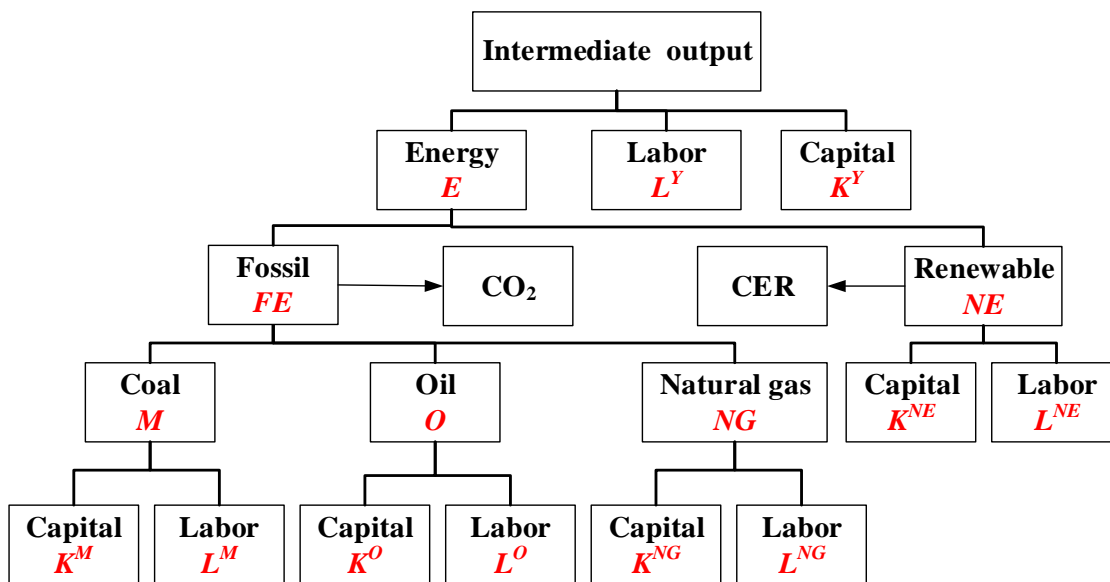 Intermediate output
Energy
E
Labor
L^Y
Capital
K^Y
Fossil
FE
CO₂
CER
Renewable
NE
Coal
M
Oil
O
Natural gas
NG
Capital
K^NE
Labor
L^NE
Capital
K^M
Labor
L^M
Capital
K^O
Labor
L^O
Capital
K^NG
Labor
L^NG